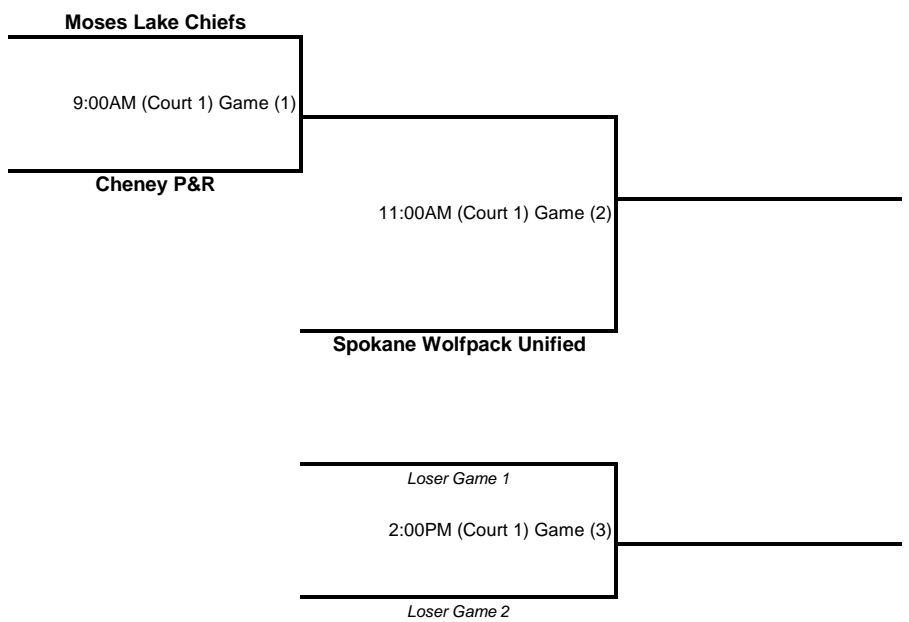 Moses Lake Chiefs
9:00AM (Court 1) Game (1)
Cheney P&R
11:00AM (Court 1) Game (2)
Spokane Wolfpack Unified
Loser Game 1
2:00PM (Court 1) Game (3)
Loser Game 2